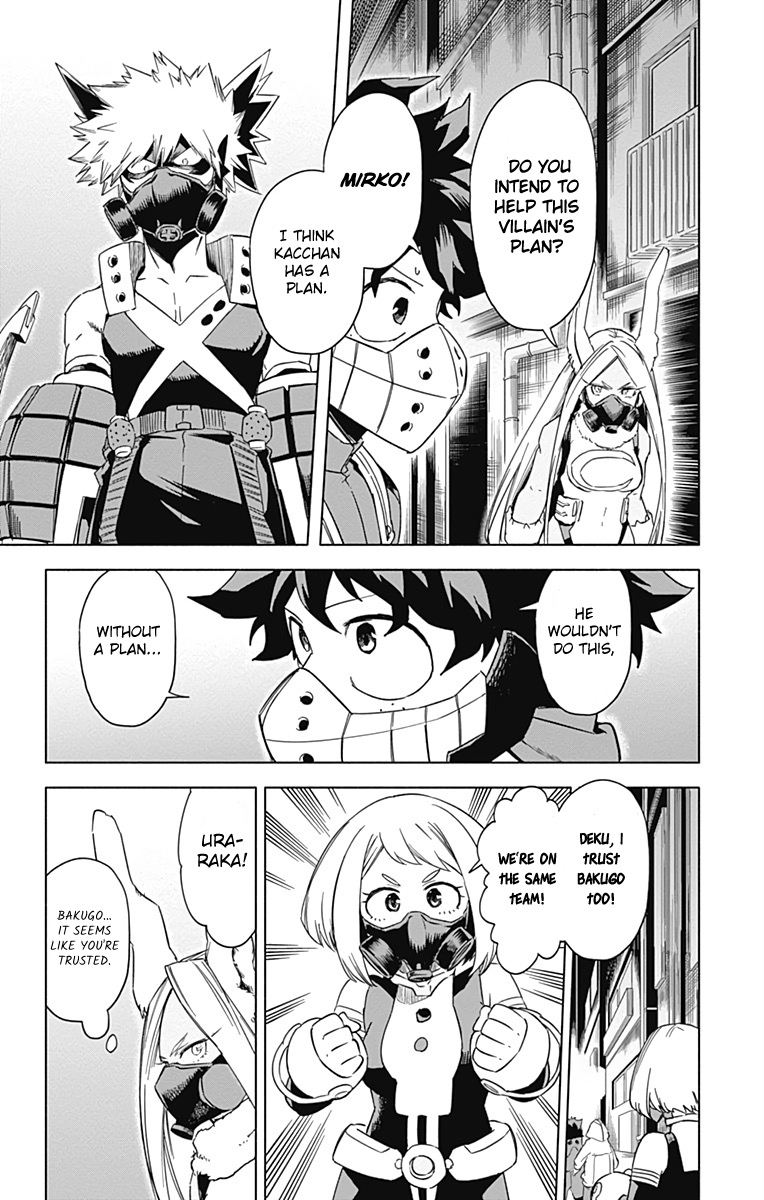 DO YOU
INTEND TO
HELP THIS
VILLAIN'S
PLAN?
MIRKO!
I THINK
KACCHAN
HAS A
PLAN.
HE
WOULDN'T
DO THIS,
WITHOUT
A PLAN...
DEKU, I
TRUST
BAKUGO
TOO!
WE'RE ON
THE SAME
TEAM!
URA-
RAKA!
BAKUGO...
IT SEEMS
LIKE YOU'RE
TRUSTED.